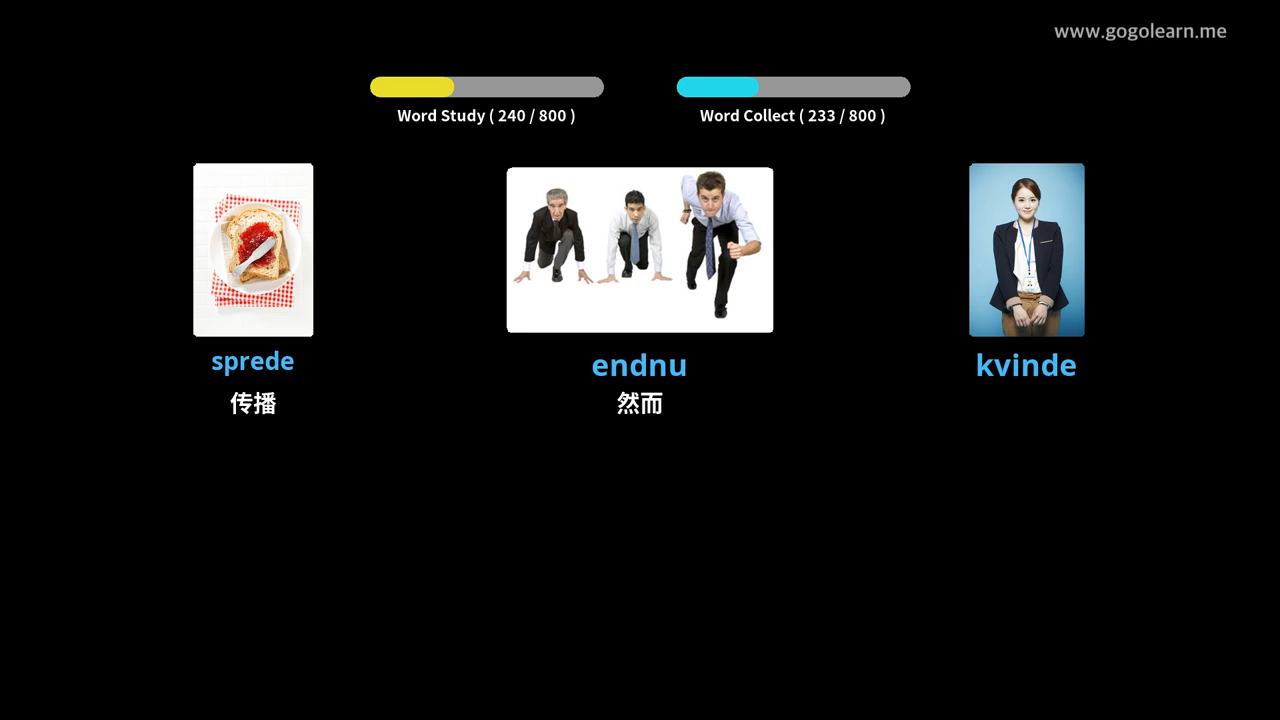 www.gogolearn.me
Word Study ( 240 / 800 )
Word Collect ( 233 / 800 )
sprede
传播
endnu
然而
kvinde